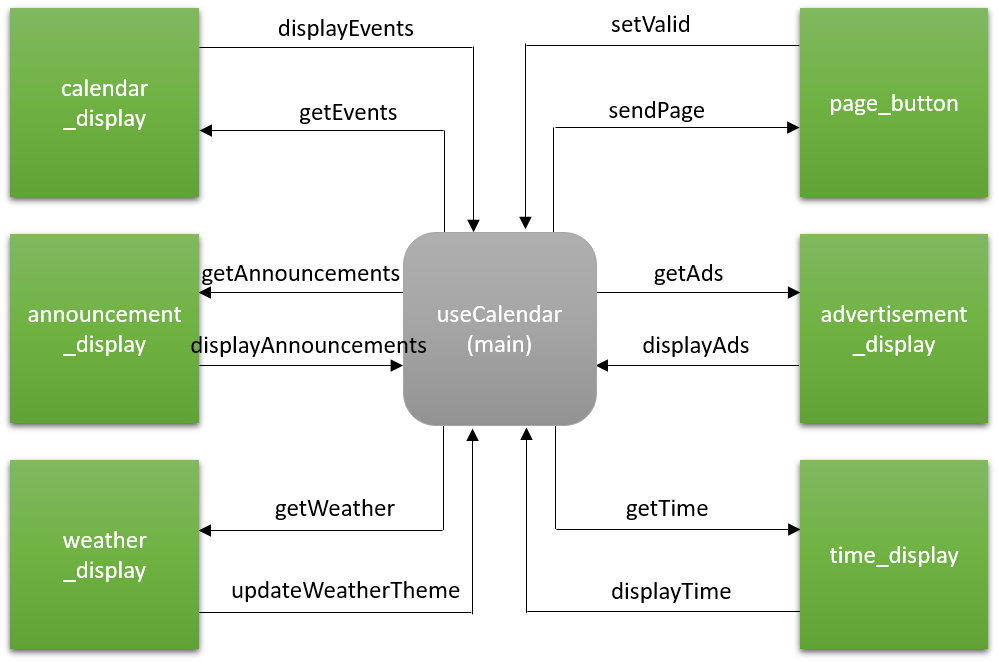 displayEvents
setValid
calendar
_display
getEvents
sendPage
page_button
getAnnouncements
getAds
announcement
_display
displayAnnouncements
useCalendar
(main)
advertisement
_display
displayAds
getWeather
getTime
weather
_display
time_display
updateWeatherTheme
displayTime